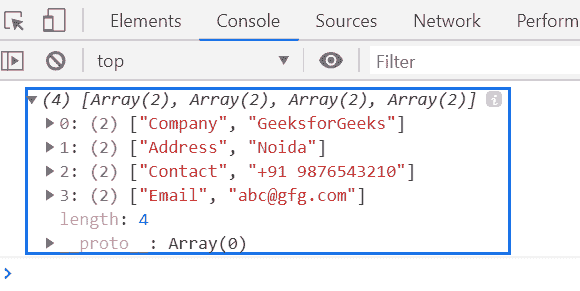 Elements Console Sources Network Perform
top Filter
(4) [Array(2), Array(2), Array(2), Array(2)] i
0: (2) ["Company", "GeeksforGeeks"]
1: (2) ["Address", "Noida"]
2: (2) ["Contact", "+91 9876543210"]
3: (2) ["Email", "abc@gfg.com"]
length: 4
__proto__: Array(0)